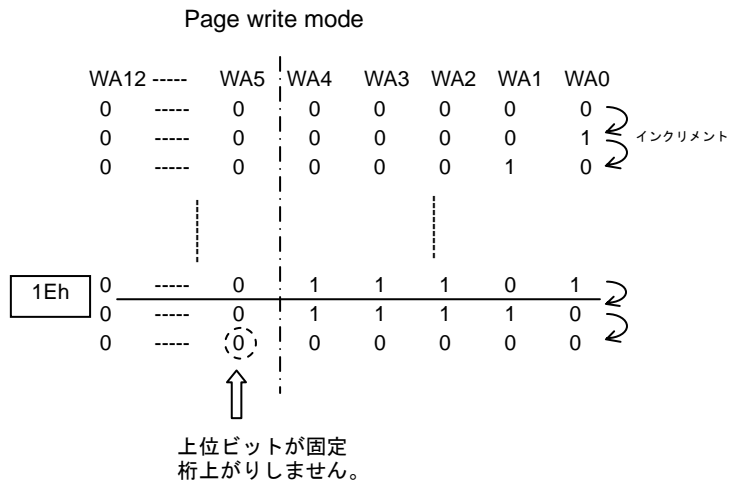 Page write mode
WA12 ----- WA5 WA4 WA3 WA2 WA1 WA0
0 ----- 0 0 0 0 0 0
0 ----- 0 0 0 0 0 1 インクリメント
0 ----- 0 0 0 0 1 0
1Eh 0 ----- 0 1 1 1 0 1
0 ----- 0 1 1 1 1 0
0 ----- 0 0 0 0 0 0
上位ビットが固定
桁上がりしません。